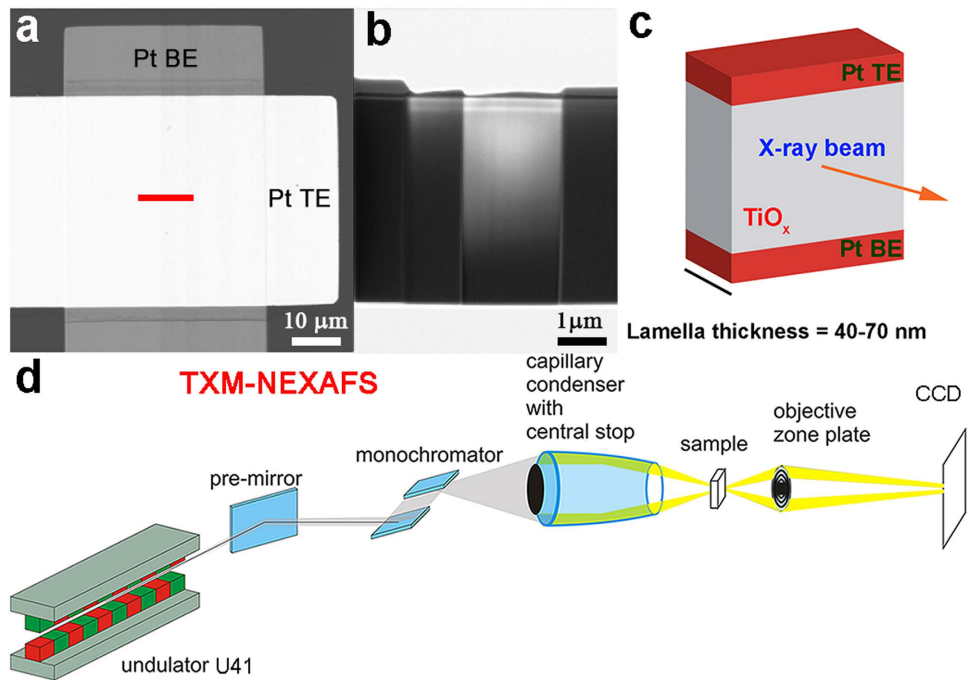 a
Pt BE
Pt TE
10 μm
b
1μm
c
Pt TE
X-ray beam
TiOx
Pt BE
Lamella thickness = 40-70 nm
d
TXM-NEXAFS
undulator U41
pre-mirror
monochromator
capillary
condenser
with
central stop
sample
objective
zone plate
CCD